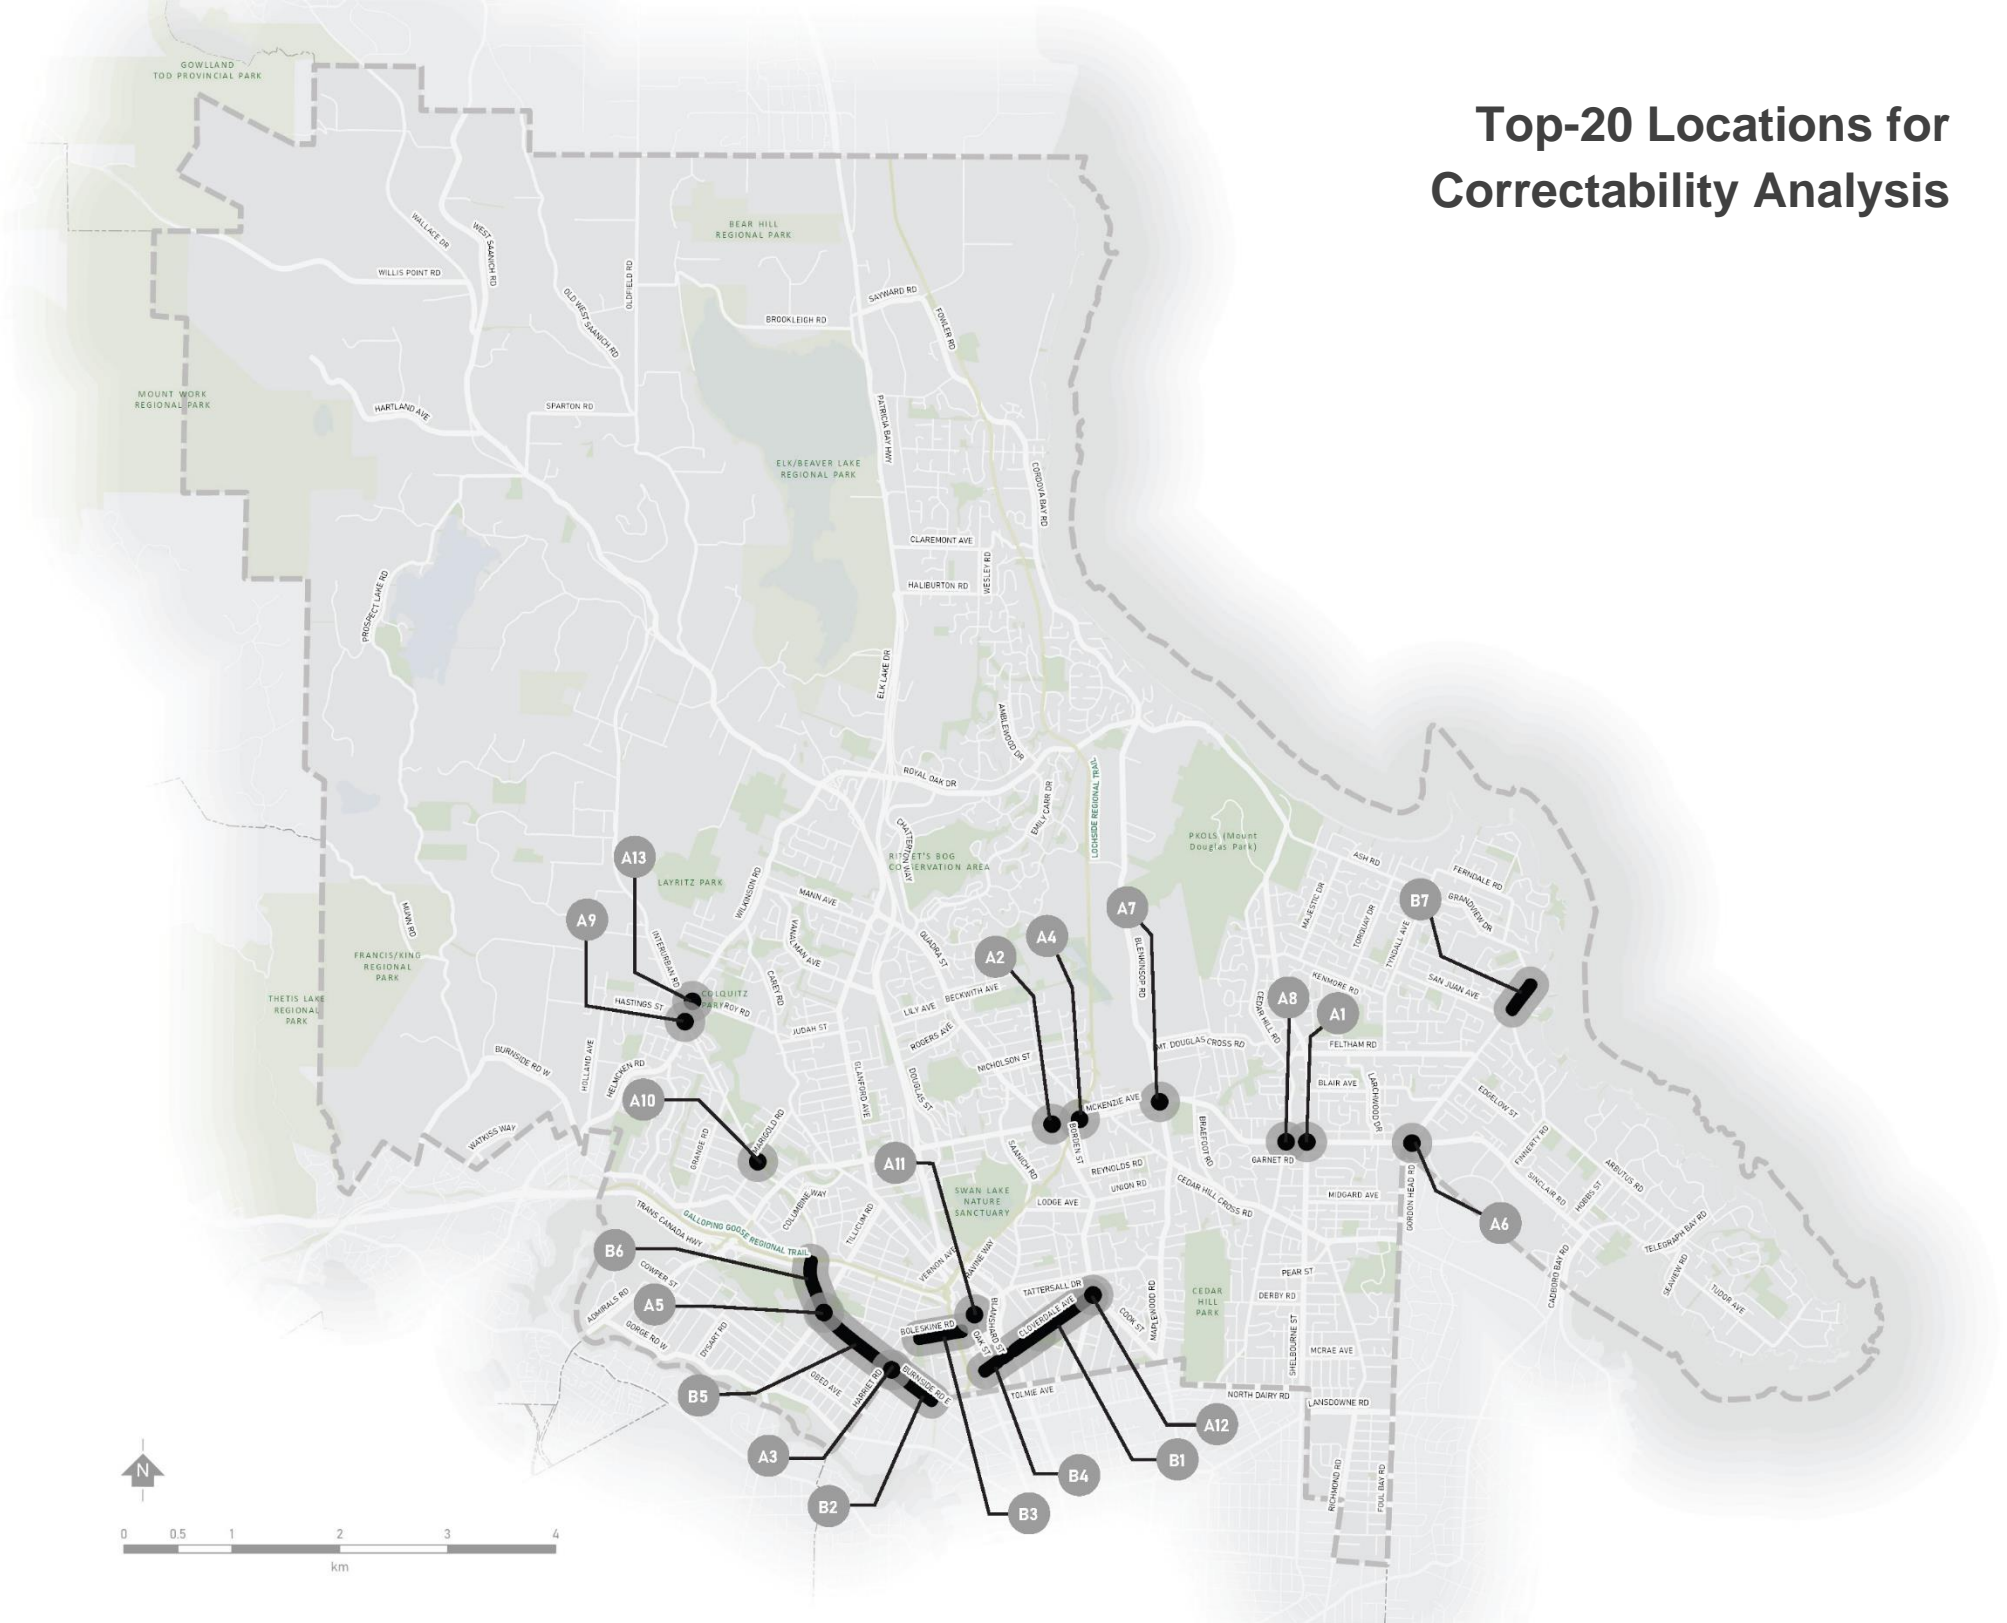 Top-20 Locations for
Correctability Analysis
GOWLLAND
TOD PROVINCIAL PARK
BEAR HILL
REGIONAL PARK
WALLACE DR
WEST SAANICH RD
WILLIS POINT RD
OLD WEST SAANICH RD
OLDFIELD RD
SAYWARD RD
BROOKLEIGH RD
FOWLER RD
MOUNT WORK
REGIONAL PARK
HARTLAND AVE
SPARTON RD
PATRICIA BAY HWY
ELK/BEAVER LAKE
REGIONAL PARK
CORDOVA BAY RD
CLAREMONT AVE
WESLEY RD
HALIBURTON RD
PROSPECT LAKE RD
ELK LAKE DR
AMBLEWOOD DR
ROYAL OAK DR
EMILY CARR DR
LOCHSIDE REGIONAL TRAIL
CHATTERTON WAY
PKOLS (Mount
Douglas Park)
A13
LAYRITZ PARK
ASH RD
FERNDALE RD
GRANDVIEW DR
B7
WILKINSON RD
MANN AVE
MAJESTIC DR
TORQUAY DR
TYNDALL AVE
A7
A9
MUNN RD
INTERURBAN RD
VANALMAN AVE
QUADRA ST
A4
A2
BLENKINSOP RD
FRANCIS/KING
REGIONAL
PARK
CAREY RD
BECKWITH AVE
KENMORE RD
SAN JUAN AVE
THETIS LAKE
REGIONAL
PARK
HASTINGS ST
COLQUITZ
LILY AVE
A8
CEDAR HILL RD
A1
JUDAH ST
ROGERS AVE
MT. DOUGLAS CROSS RD
FELTHAM RD
BURNSIDE RD W
HOLLAND AVE
HELMCKEN RD
NICHOLSON ST
GLANFORD AVE
DOUGLAS ST
BLAIR AVE
LARCHWOOD DR
EDGELOW ST
A10
MCKENZIE AVE
WATKISS WAY
GRANGE RD
MARIGOLD RD
A11
SAANICH RD
BORDEN ST
BRAEFOOT RD
GARNET RD
FINNERTY RD
REYNOLDS RD
UNION RD
ARBUTUS RD
SINCLAIR RD
HOBBS ST
SWAN LAKE
NATURE
SANCTUARY
LODGE AVE
CEDAR HILL CROSS RD
MIDGARD AVE
GORDON HEAD RD
A6
COLUMBINE WAY
TILLICUM RD
TRANS CANADA HWY
GALLOPING GOOSE REGIONAL TRAIL
TELEGRAPH BAY RD
B6
VERNON AVE
RAVINE WAY
CADBORO BAY RD
SEAVIEW RD
COWPER ST
PEAR ST
TATTERSALL DR
TUDOR AVE
ADMIRALS RD
A5
DERBY RD
CEDAR
HILL
PARK
BOLESKINE RD
BLANSHARD ST
CLOVERDALE AVE
COOK ST
MAPLEWOOD RD
GORGE RD W
DYSART RD
OAK ST
SHELBOURNE ST
MCRAE AVE
OBED AVE
HARRIET RD
BURNSIDE RD E
TOLMIE AVE
B5
NORTH DAIRY RD
LANSDOWNE RD
A12
A3
B1
B4
B2
B3
RICHMOND RD
FOUL BAY RD
N
0 0.5 1 2 3 4
km